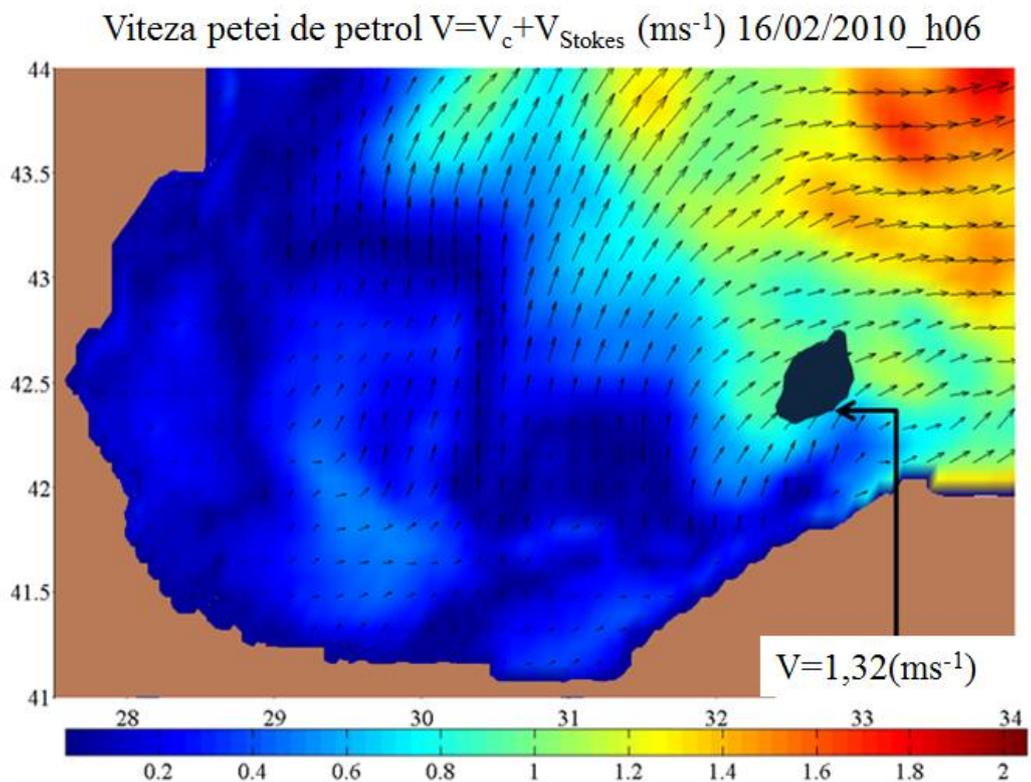 Viteza petei de petrol V=Vc+VStokes (ms-1) 16/02/2010_h06
44
43.5
43
42.5
42
41.5
41
V=1,32(ms-1)
28 29 30 31 32 33 34
0.2 0.4 0.6 0.8 1 1.2 1.4 1.6 1.8 2